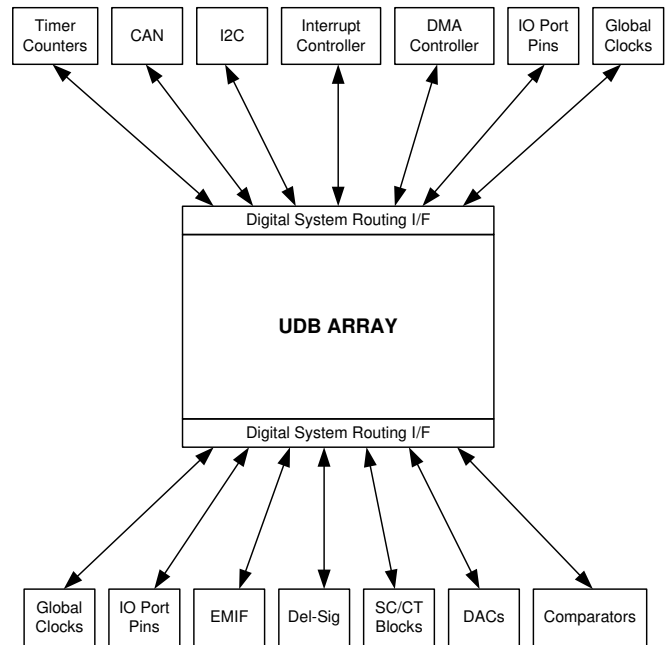 Timer
Counters
CAN
I2C
Interrupt
Controller
DMA
Controller
IO Port
Pins
Global
Clocks
Digital System Routing I/F
UDB ARRAY
Digital System Routing I/F
Global
Clocks
IO Port
Pins
EMIF
Del-Sig
SC/CT
Blocks
DACs
Comparators